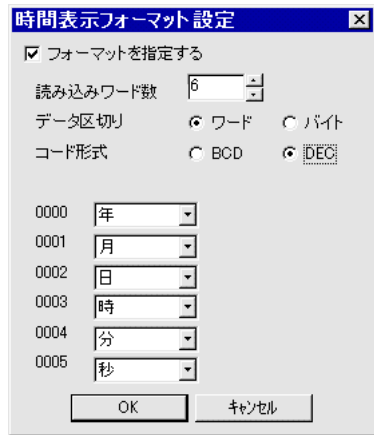 時間表示フォーマット設定
フォーマットを指定する
読み込みワード数 6
データ区切り ワード バイト
コード形式 BCD DEC
0000 年
0001 月
0002 日
0003 時
0004 分
0005 秒
OK キャンセル